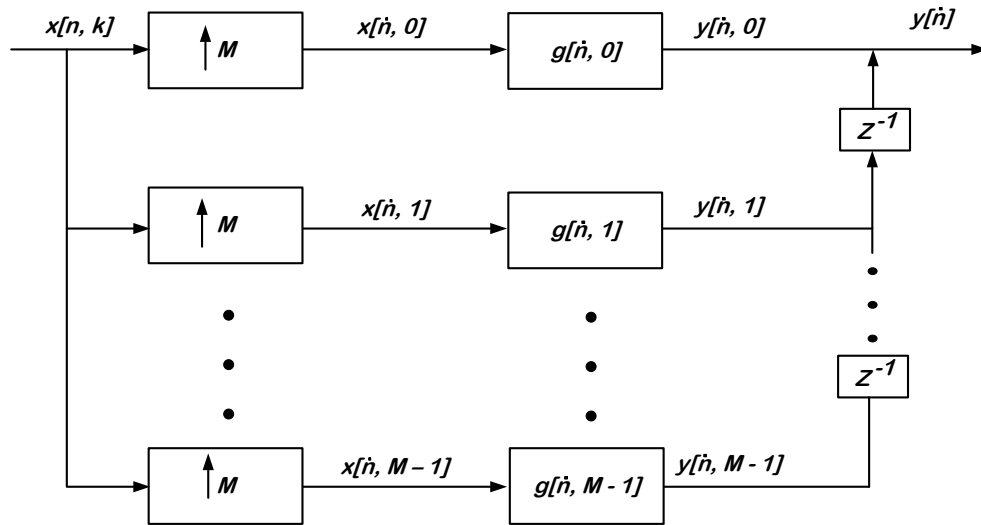 x[n, k]
M
x[ṅ, 0]
g[ṅ, 0]
y[ṅ, 0]
y[ṅ]
z⁻¹
M
x[ṅ, 1]
g[ṅ, 1]
y[ṅ, 1]
z⁻¹
M
x[ṅ, M – 1]
g[ṅ, M - 1]
y[ṅ, M - 1]